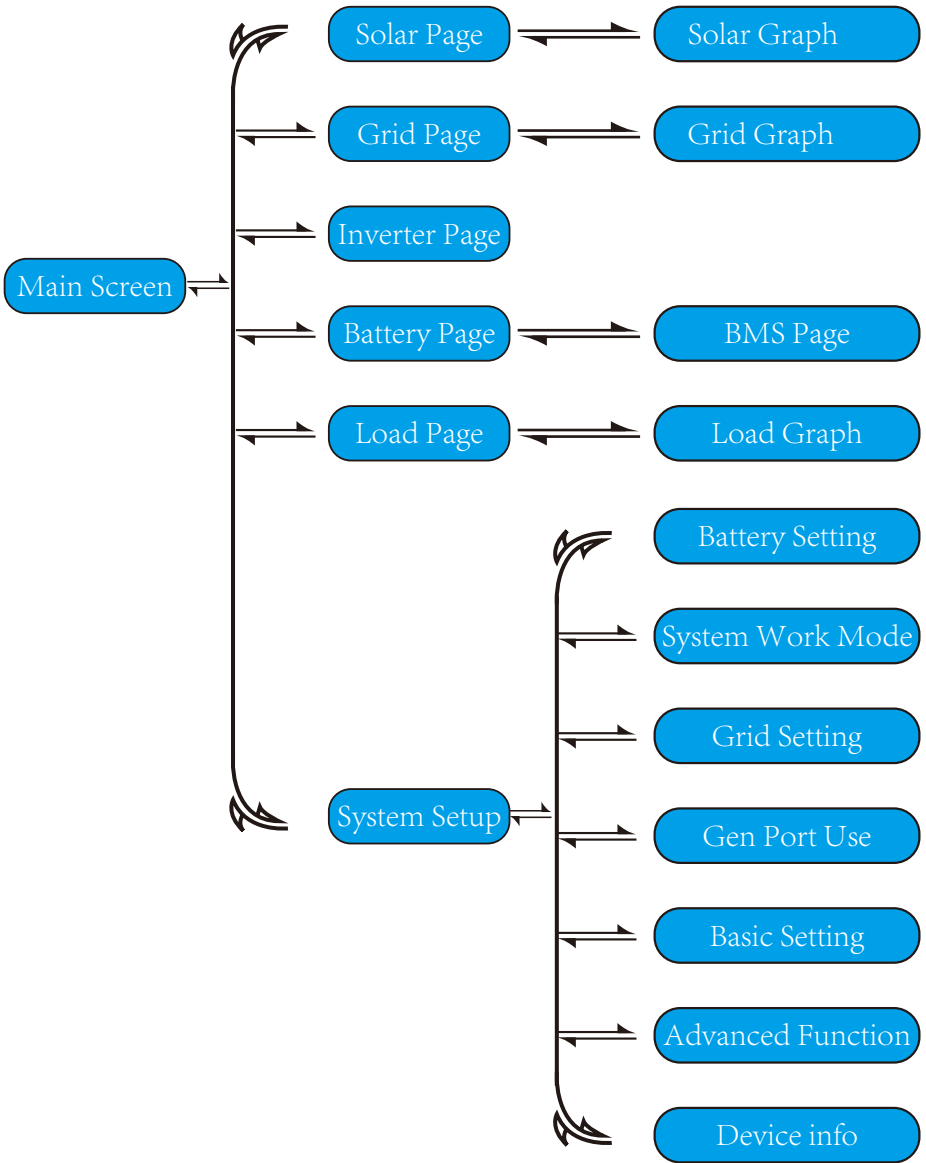 Solar Page
Solar Graph
Grid Page
Grid Graph
Inverter Page
Main Screen
Battery Page
BMS Page
Load Page
Load Graph
Battery Setting
System Work Mode
Grid Setting
System Setup
Gen Port Use
Basic Setting
Advanced Function
Device info